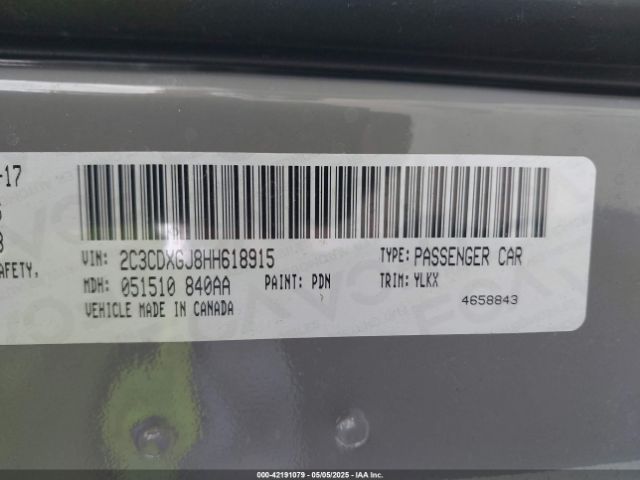 -17
AFETY,
VIN: 2C3CDXGJ8HH618915 TYPE: PASSENGER CAR
MDH: 051510 840AA PAINT: PDN TRIM: YLKX
VEHICLE MADE IN CANADA 4658843
000-42191079 - 05/05/2025 - IAA Inc.